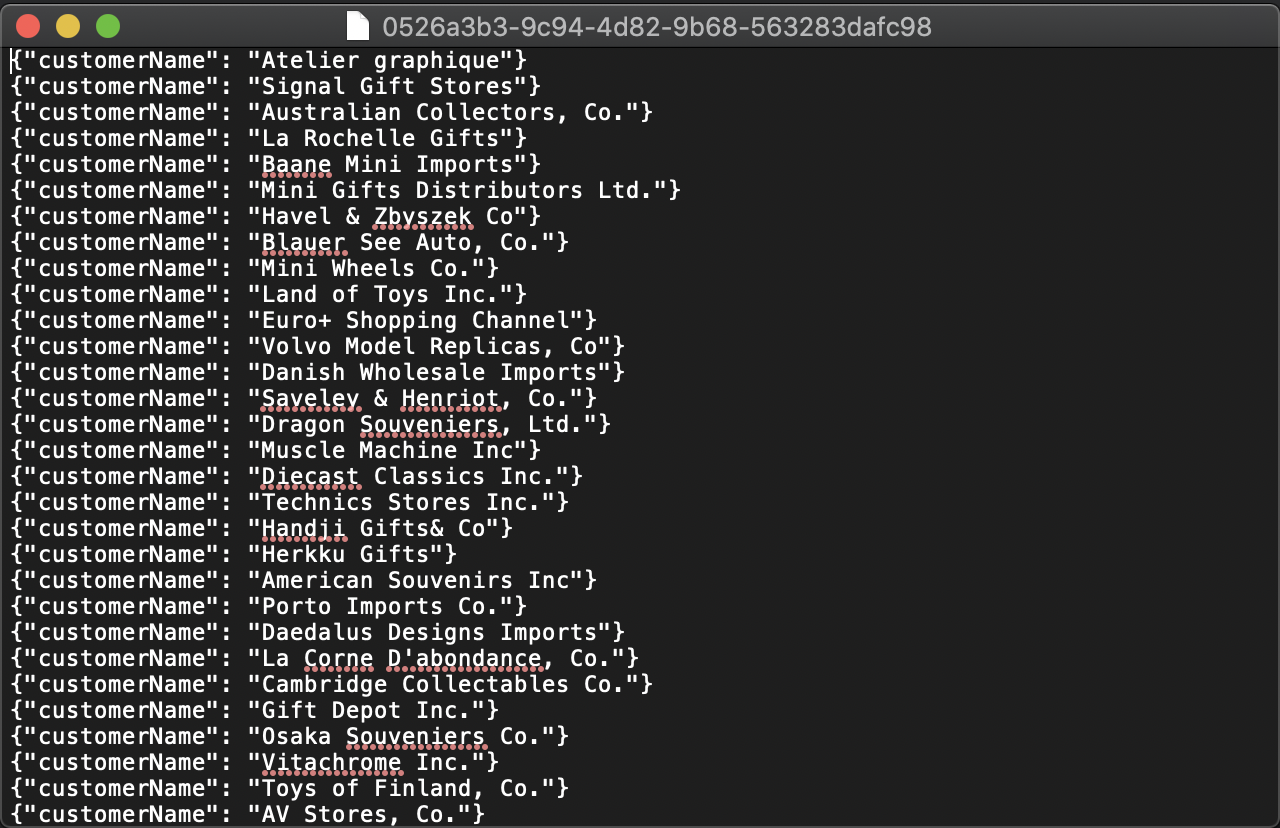 0526a3b3-9c94-4d82-9b68-563283dafc98
{"customerName": "Atelier graphique"}
{"customerName": "Signal Gift Stores"}
{"customerName": "Australian Collectors, Co."}
{"customerName": "La Rochelle Gifts"}
{"customerName": "Baane Mini Imports"}
{"customerName": "Mini Gifts Distributors Ltd."}
{"customerName": "Havel & Zbyszek Co"}
{"customerName": "Blauer See Auto, Co."}
{"customerName": "Mini Wheels Co."}
{"customerName": "Land of Toys Inc."}
{"customerName": "Euro+ Shopping Channel"}
{"customerName": "Volvo Model Replicas, Co"}
{"customerName": "Danish Wholesale Imports"}
{"customerName": "Saveley & Henriot, Co."}
{"customerName": "Dragon Souveniers, Ltd."}
{"customerName": "Muscle Machine Inc"}
{"customerName": "Diecast Classics Inc."}
{"customerName": "Technics Stores Inc."}
{"customerName": "Handji Gifts& Co"}
{"customerName": "Herkku Gifts"}
{"customerName": "American Souvenirs Inc"}
{"customerName": "Porto Imports Co."}
{"customerName": "Daedalus Designs Imports"}
{"customerName": "La Corne D'abondance, Co."}
{"customerName": "Cambridge Collectables Co."}
{"customerName": "Gift Depot Inc."}
{"customerName": "Osaka Souveniers Co."}
{"customerName": "Vitachrome Inc."}
{"customerName": "Toys of Finland, Co."}
{"customerName": "AV Stores, Co."}